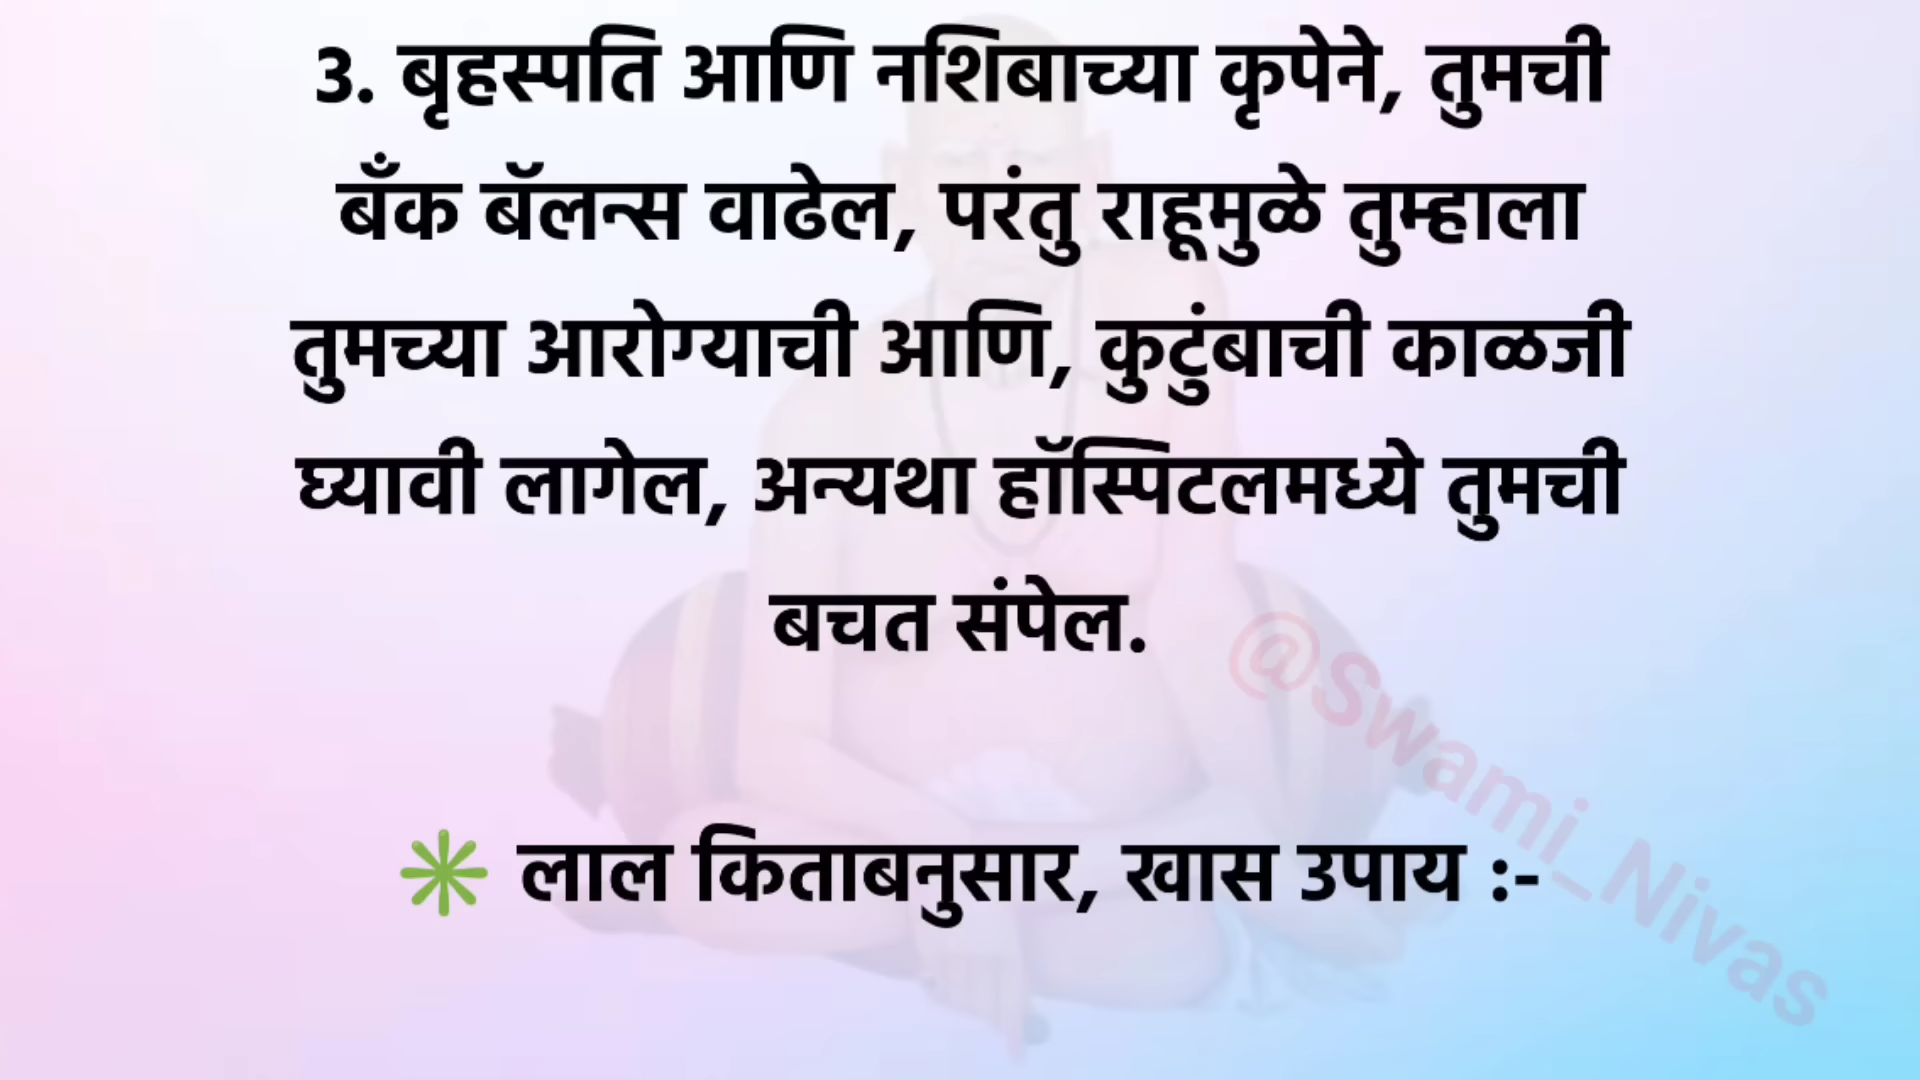 3. बृहस्पति आणि नशिबाच्या कृपेने, तुमची
बँक बॅलन्स वाढेल, परंतु राहूमुळे तुम्हाला
तुमच्या आरोग्याची आणि, कुटुंबाची काळजी
घ्यावी लागेल, अन्यथा हॉस्पिटलमध्ये तुमची
बचत संपेल.
@Swami_Nivas
✳ लाल किताबनुसार, खास उपाय :-